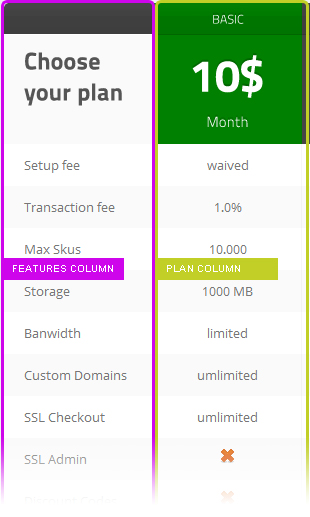 BASIC
Choose
your plan
10$
Month
Setup fee waived
Transaction fee 1.0%
Max Skus 10.000
FEATURES COLUMN PLAN COLUMN
Storage 1000 MB
Banwidth limited
Custom Domains umlimited
SSL Checkout umlimited
SSL Admin